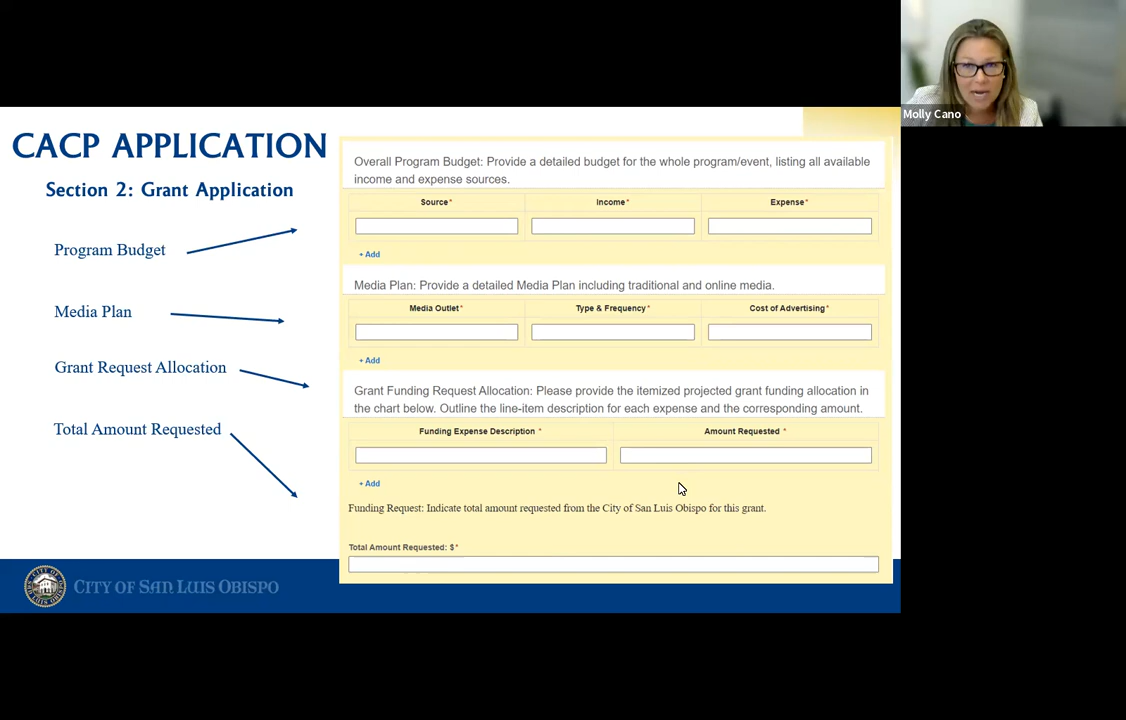 Molly Cano
CACP APPLICATION
Section 2: Grant Application
Program Budget
Media Plan
Grant Request Allocation
Total Amount Requested
Overall Program Budget: Provide a detailed budget for the whole program/event, listing all available
income and expense sources.
Source* Income* Expense*
+ Add
Media Plan: Provide a detailed Media Plan including traditional and online media.
Media Outlet* Type & Frequency* Cost of Advertising*
+ Add
Grant Funding Request Allocation: Please provide the itemized projected grant funding allocation in
the chart below. Outline the line-item description for each expense and the corresponding amount.
Funding Expense Description * Amount Requested *
+ Add
Funding Request: Indicate total amount requested from the City of San Luis Obispo for this grant.
Total Amount Requested: $*
CITY OF SAN LUIS OBISPO